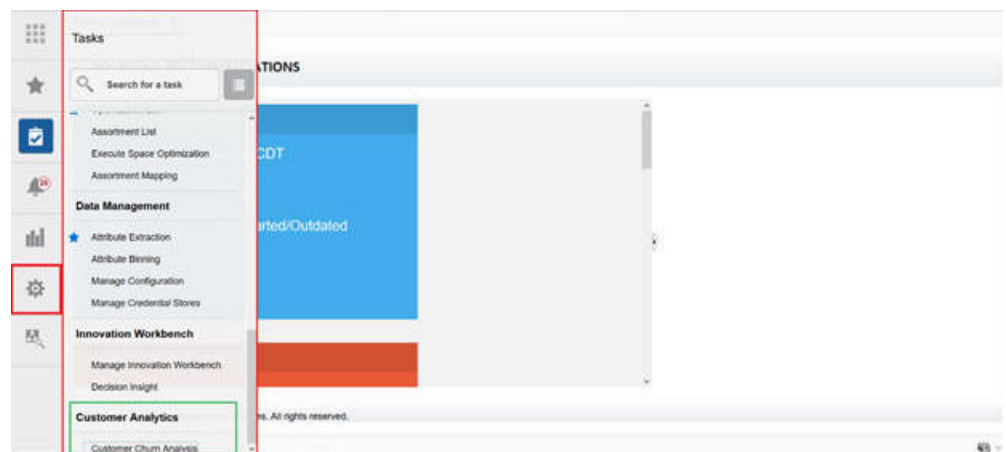 Tasks
Search for a task
ATIONS
Assortment List
Execute Space Optimization
Assortment Mapping
CDT
Data Management
arted/Outdated
Attribute Extraction
Attribute Binning
Manage Configuration
Manage Credential Stores
Innovation Workbench
Manage Innovation Workbench
Decision Insight
Customer Analytics
es. All rights reserved.
Customer Churn Analysis